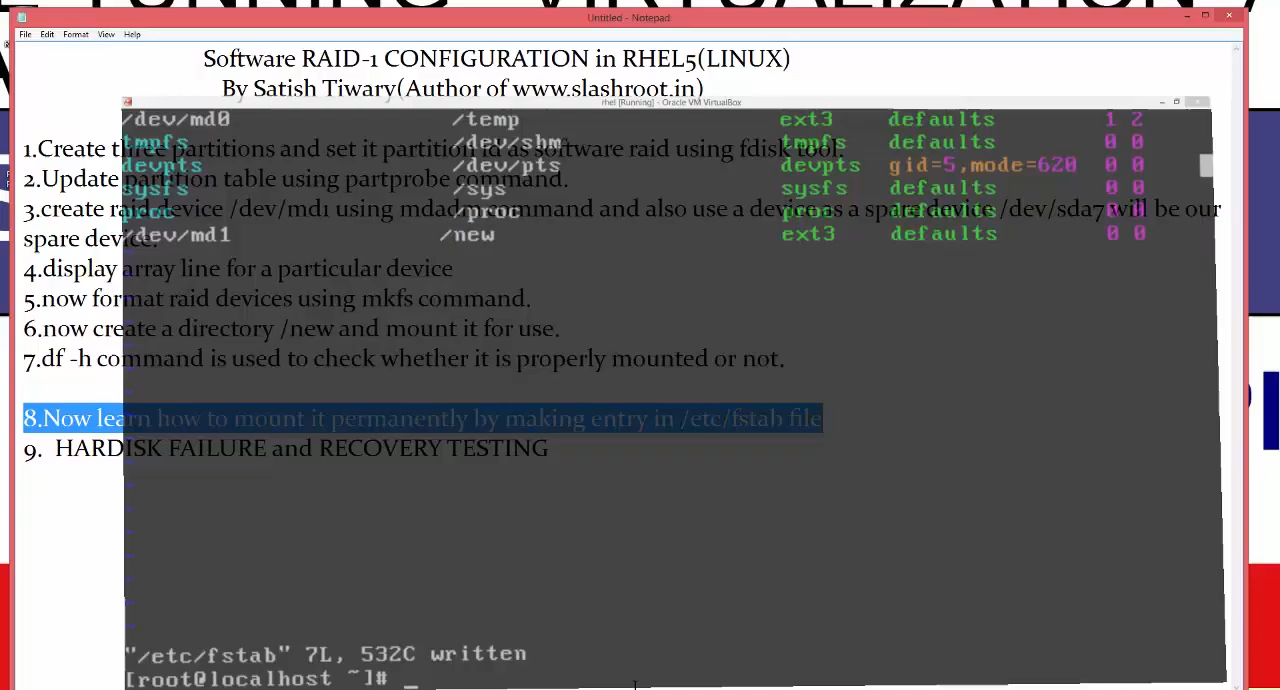 TUNING VIRTUALIZATION
Untitled - Notepad
File Edit Format View Help
Software RAID-1 CONFIGURATION in RHEL5(LINUX)
By Satish Tiwary(Author of www.slashroot.in)
rhel [Running] - Oracle VM VirtualBox
/dev/md0 /temp ext3 defaults 1 2
tmpfs /dev/shm tmpfs defaults 0 0
1.Create three partitions and set it partition id as software raid using fdisk tool.
devpts /dev/pts devpts gid=5,mode=620 0 0
2.Update partition table using partprobe command.
sysfs /sys sysfs defaults 0 0
3.create raid device /dev/md1 using mdadm command and also use a device as a spare device /dev/sda7 will be our
proc /proc proc defaults 0 0
spare device.
/dev/md1 /new ext3 defaults 0 0
4.display array line for a particular device
5.now format raid devices using mkfs command.
6.now create a directory /new and mount it for use.
7.df -h command is used to check whether it is properly mounted or not.
8.Now learn how to mount it permanently by making entry in /etc/fstab file
9. HARDISK FAILURE and RECOVERY TESTING
"/etc/fstab" 7L, 532C written
[root@localhost ~]# _